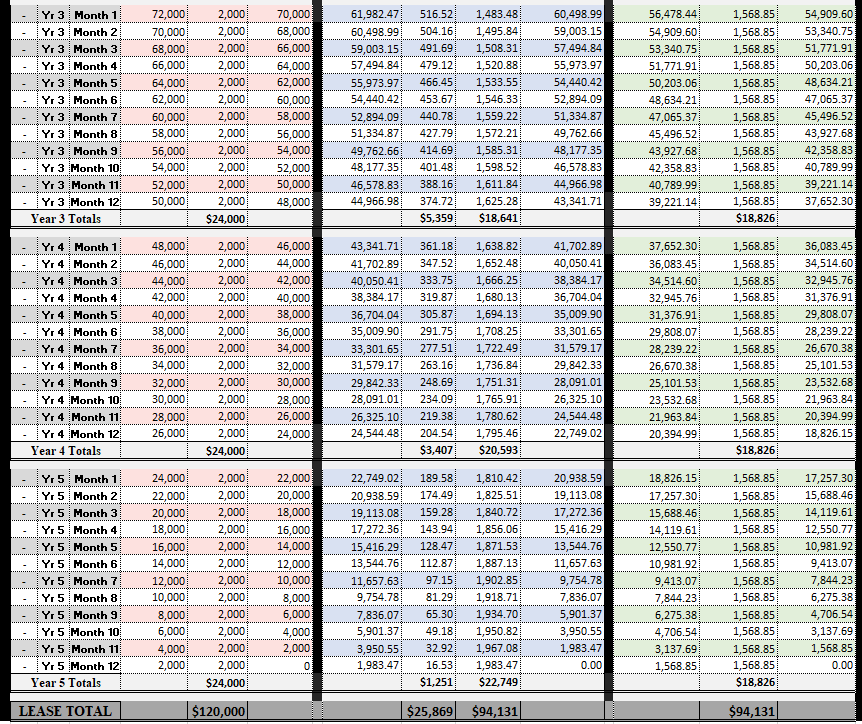 - Yr 3 Month 1 72,000 2,000 70,000 61,982.47 516.52 1,483.48 60,498.99 56,478.44 1,568.85 54,909.60
- Yr 3 Month 2 70,000 2,000 68,000 60,498.99 504.16 1,495.84 59,003.15 54,909.60 1,568.85 53,340.75
- Yr 3 Month 3 68,000 2,000 66,000 59,003.15 491.69 1,508.31 57,494.84 53,340.75 1,568.85 51,771.91
- Yr 3 Month 4 66,000 2,000 64,000 57,494.84 479.12 1,520.88 55,973.97 51,771.91 1,568.85 50,203.06
- Yr 3 Month 5 64,000 2,000 62,000 55,973.97 466.45 1,533.55 54,440.42 50,203.06 1,568.85 48,634.21
- Yr 3 Month 6 62,000 2,000 60,000 54,440.42 453.67 1,546.33 52,894.09 48,634.21 1,568.85 47,065.37
- Yr 3 Month 7 60,000 2,000 58,000 52,894.09 440.78 1,559.22 51,334.87 47,065.37 1,568.85 45,496.52
- Yr 3 Month 8 58,000 2,000 56,000 51,334.87 427.79 1,572.21 49,762.66 45,496.52 1,568.85 43,927.68
- Yr 3 Month 9 56,000 2,000 54,000 49,762.66 414.69 1,585.31 48,177.35 43,927.68 1,568.85 42,358.83
- Yr 3 Month 10 54,000 2,000 52,000 48,177.35 401.48 1,598.52 46,578.83 42,358.83 1,568.85 40,789.99
- Yr 3 Month 11 52,000 2,000 50,000 46,578.83 388.16 1,611.84 44,966.98 40,789.99 1,568.85 39,221.14
- Yr 3 Month 12 50,000 2,000 48,000 44,966.98 374.72 1,625.28 43,341.71 39,221.14 1,568.85 37,652.30
Year 3 Totals $24,000 $5,359 $18,641 $18,826
- Yr 4 Month 1 48,000 2,000 46,000 43,341.71 361.18 1,638.82 41,702.89 37,652.30 1,568.85 36,083.45
- Yr 4 Month 2 46,000 2,000 44,000 41,702.89 347.52 1,652.48 40,050.41 36,083.45 1,568.85 34,514.60
- Yr 4 Month 3 44,000 2,000 42,000 40,050.41 333.75 1,666.25 38,384.17 34,514.60 1,568.85 32,945.76
- Yr 4 Month 4 42,000 2,000 40,000 38,384.17 319.87 1,680.13 36,704.04 32,945.76 1,568.85 31,376.91
- Yr 4 Month 5 40,000 2,000 38,000 36,704.04 305.87 1,694.13 35,009.90 31,376.91 1,568.85 29,808.07
- Yr 4 Month 6 38,000 2,000 36,000 35,009.90 291.75 1,708.25 33,301.65 29,808.07 1,568.85 28,239.22
- Yr 4 Month 7 36,000 2,000 34,000 33,301.65 277.51 1,722.49 31,579.17 28,239.22 1,568.85 26,670.38
- Yr 4 Month 8 34,000 2,000 32,000 31,579.17 263.16 1,736.84 29,842.33 26,670.38 1,568.85 25,101.53
- Yr 4 Month 9 32,000 2,000 30,000 29,842.33 248.69 1,751.31 28,091.01 25,101.53 1,568.85 23,532.68
- Yr 4 Month 10 30,000 2,000 28,000 28,091.01 234.09 1,765.91 26,325.10 23,532.68 1,568.85 21,963.84
- Yr 4 Month 11 28,000 2,000 26,000 26,325.10 219.38 1,780.62 24,544.48 21,963.84 1,568.85 20,394.99
- Yr 4 Month 12 26,000 2,000 24,000 24,544.48 204.54 1,795.46 22,749.02 20,394.99 1,568.85 18,826.15
Year 4 Totals $24,000 $3,407 $20,593 $18,826
- Yr 5 Month 1 24,000 2,000 22,000 22,749.02 189.58 1,810.42 20,938.59 18,826.15 1,568.85 17,257.30
- Yr 5 Month 2 22,000 2,000 20,000 20,938.59 174.49 1,825.51 19,113.08 17,257.30 1,568.85 15,688.46
- Yr 5 Month 3 20,000 2,000 18,000 19,113.08 159.28 1,840.72 17,272.36 15,688.46 1,568.85 14,119.61
- Yr 5 Month 4 18,000 2,000 16,000 17,272.36 143.94 1,856.06 15,416.29 14,119.61 1,568.85 12,550.77
- Yr 5 Month 5 16,000 2,000 14,000 15,416.29 128.47 1,871.53 13,544.76 12,550.77 1,568.85 10,981.92
- Yr 5 Month 6 14,000 2,000 12,000 13,544.76 112.87 1,887.13 11,657.63 10,981.92 1,568.85 9,413.07
- Yr 5 Month 7 12,000 2,000 10,000 11,657.63 97.15 1,902.85 9,754.78 9,413.07 1,568.85 7,844.23
- Yr 5 Month 8 10,000 2,000 8,000 9,754.78 81.29 1,918.71 7,836.07 7,844.23 1,568.85 6,275.38
- Yr 5 Month 9 8,000 2,000 6,000 7,836.07 65.30 1,934.70 5,901.37 6,275.38 1,568.85 4,706.54
- Yr 5 Month 10 6,000 2,000 4,000 5,901.37 49.18 1,950.82 3,950.55 4,706.54 1,568.85 3,137.69
- Yr 5 Month 11 4,000 2,000 2,000 3,950.55 32.92 1,967.08 1,983.47 3,137.69 1,568.85 1,568.85
- Yr 5 Month 12 2,000 2,000 0 1,983.47 16.53 1,983.47 0.00 1,568.85 1,568.85 0.00
Year 5 Totals $24,000 $1,251 $22,749 $18,826
LEASE TOTAL $120,000 $25,869 $94,131 $94,131